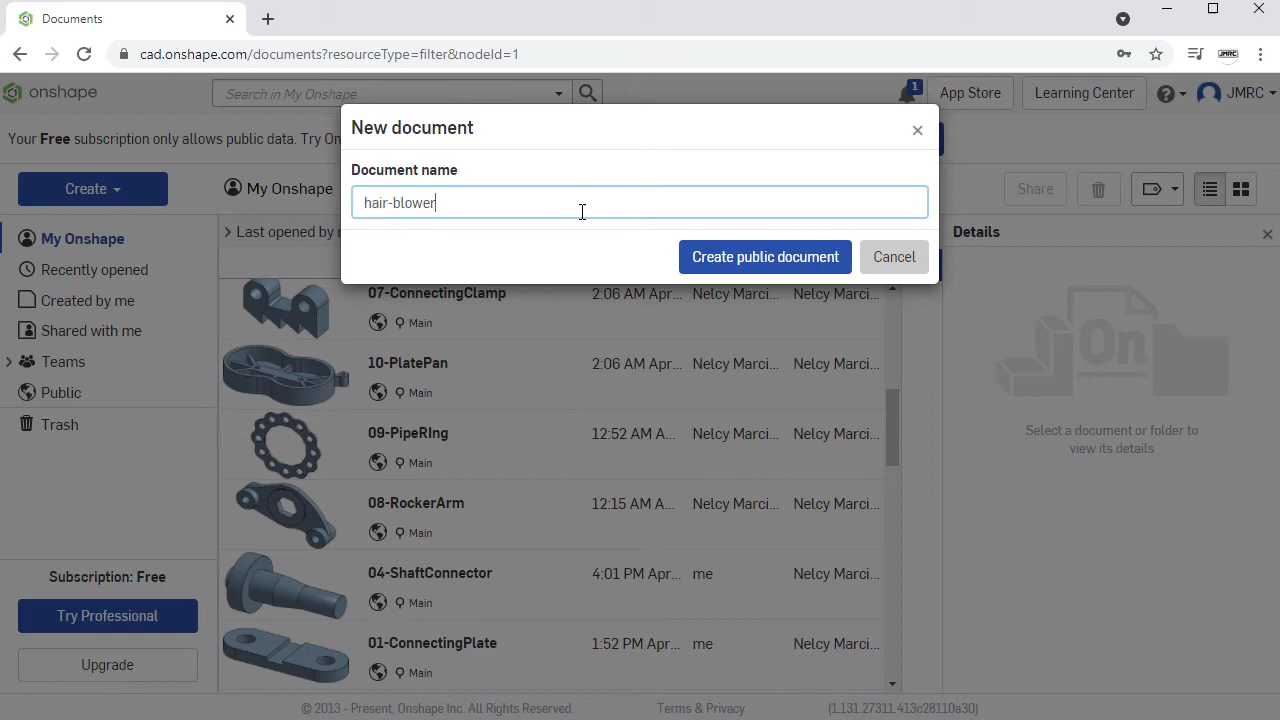 Documents
cad.onshape.com/documents?resourceType=filter&nodeId=1
JMRC
onshape
Search in My Onshape
1
App Store
Learning Center
JMRC
Your Free subscription only allows public data. Try On
Create
My Onshape
Share
New document
Document name
hair-blower
Create public document
Cancel
My Onshape
Recently opened
Created by me
Shared with me
Teams
Public
Trash
Subscription: Free
Try Professional
Upgrade
Last opened by
07-ConnectingClamp 2:06 AM Apr... Nelcy Marci... Nelcy Marci...
Main
10-PlatePan 2:06 AM Apr... Nelcy Marci... Nelcy Marci...
Main
09-PipeRIng 12:52 AM A... Nelcy Marci... Nelcy Marci...
Main
08-RockerArm 12:15 AM A... Nelcy Marci... Nelcy Marci...
Main
04-ShaftConnector 4:01 PM Apr... me Nelcy Marci...
Main
01-ConnectingPlate 1:52 PM Apr... me Nelcy Marci...
Main
Details
On
Select a document or folder to
view its details
© 2013 - Present, Onshape Inc. All Rights Reserved. Terms & Privacy (1.131.27311.413c28110a30)